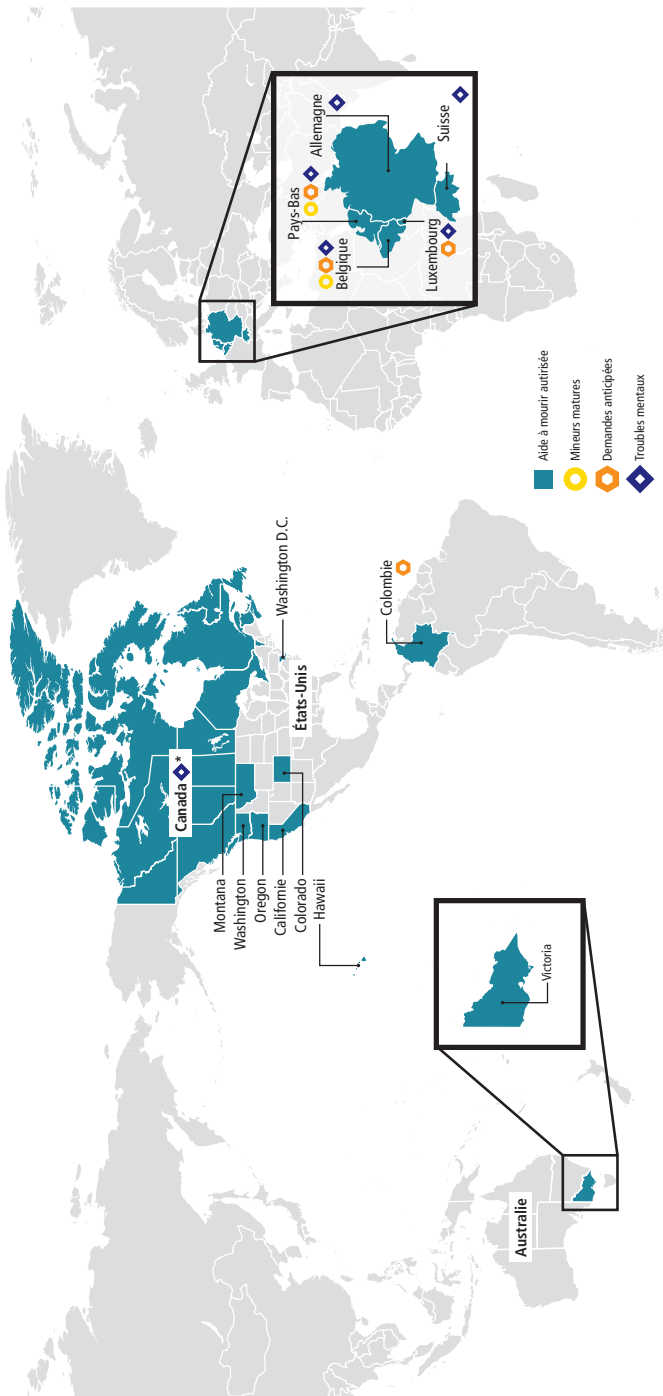 Australie
Victoria
Canada *
Montana
Washington
Oregon
Californie
Colorado
Hawaii
États-Unis
Washington D.C.
Colombie
Pays-Bas
Allemagne
Belgique
Luxembourg
Suisse
Aide à mourir autirisée
Mineurs matures
Demandes anticipées
Troubles mentaux